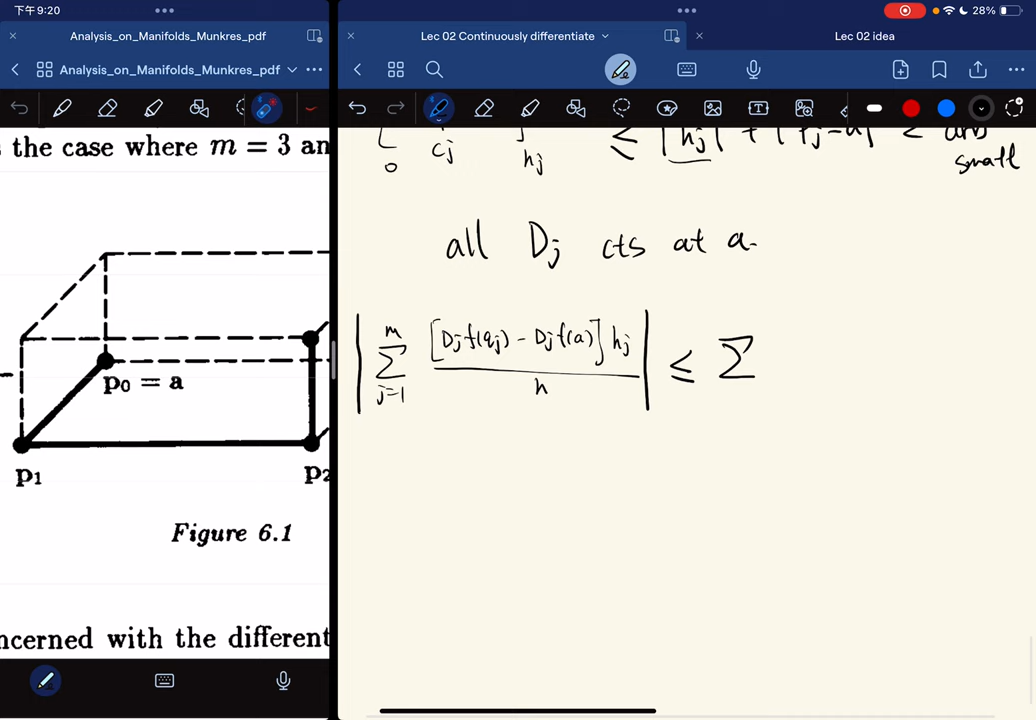 下午9:20
28%
Analysis_on_Manifolds_Munkres_pdf
Lec 02 Continuously differentiate
Lec 02 idea
Analysis_on_Manifolds_Munkres_pdf
s the case where m = 3 an
p₀ = a
p₁
p₂
Figure 6.1
ncerned with the different
0 cj hj ≤ |hj| + |
small
all Dj cts at a.
| m Σ j=1 [Djf(qj) - Djf(a)] hj / h | ≤ Σ